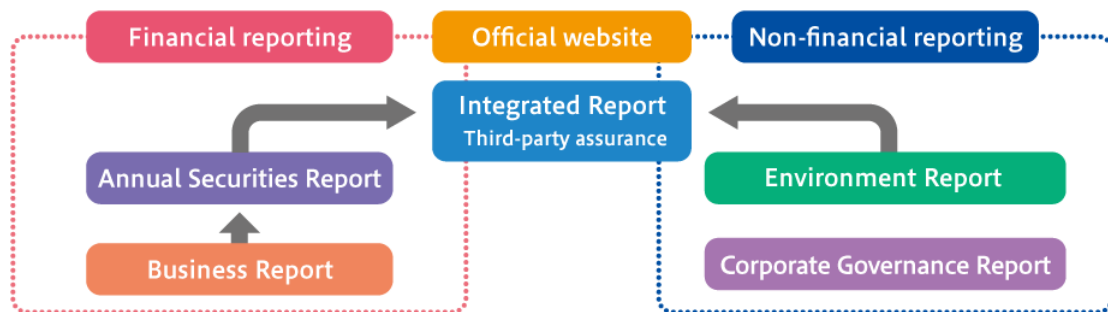 Financial reporting
Official website
Non-financial reporting
Integrated Report
Third-party assurance
Annual Securities Report
Environment Report
Business Report
Corporate Governance Report